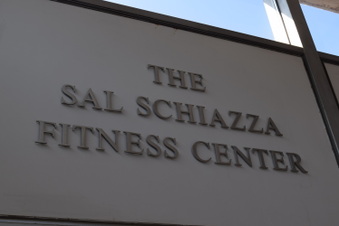 THE
SAL SCHIAZZA
FITNESS CENTER